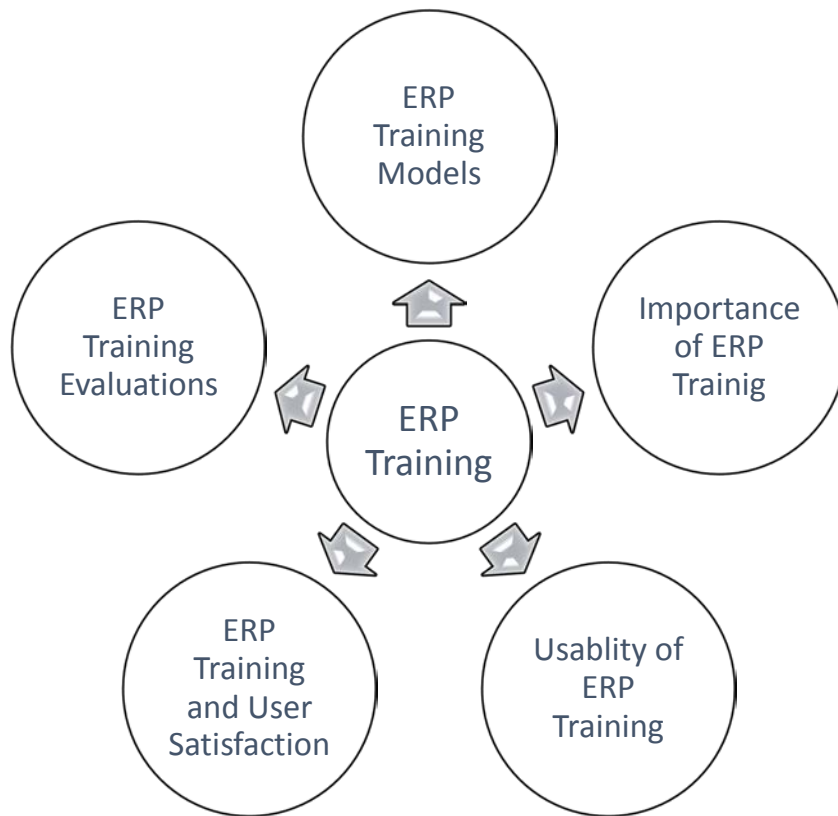 ERP
Training
Models
Importance
of ERP
Trainig
Usablity of
ERP
Training
ERP
Training
and User
Satisfaction
ERP
Training
Evaluations
ERP
Training